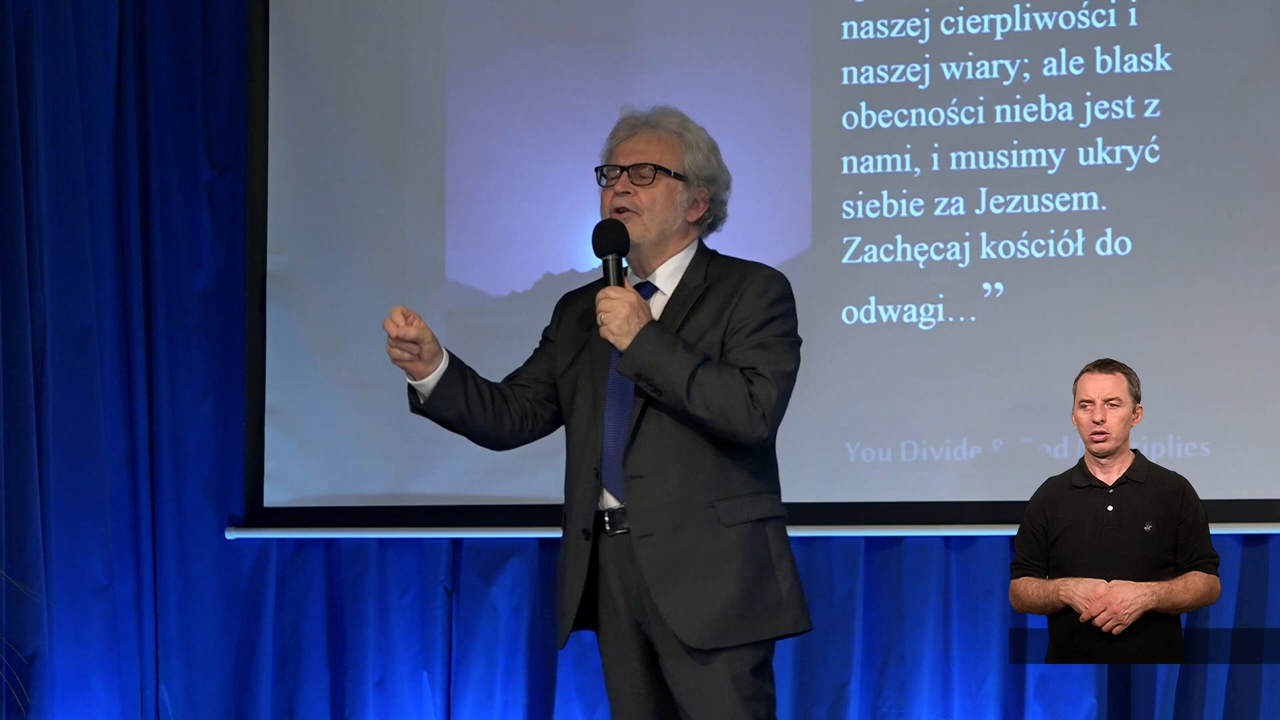 naszej cierpliwości i
naszej wiary; ale blask
obecności nieba jest z
nami, i musimy ukryć
siebie za Jezusem.
Zachęcaj kościół do
odwagi…”
You Divide &